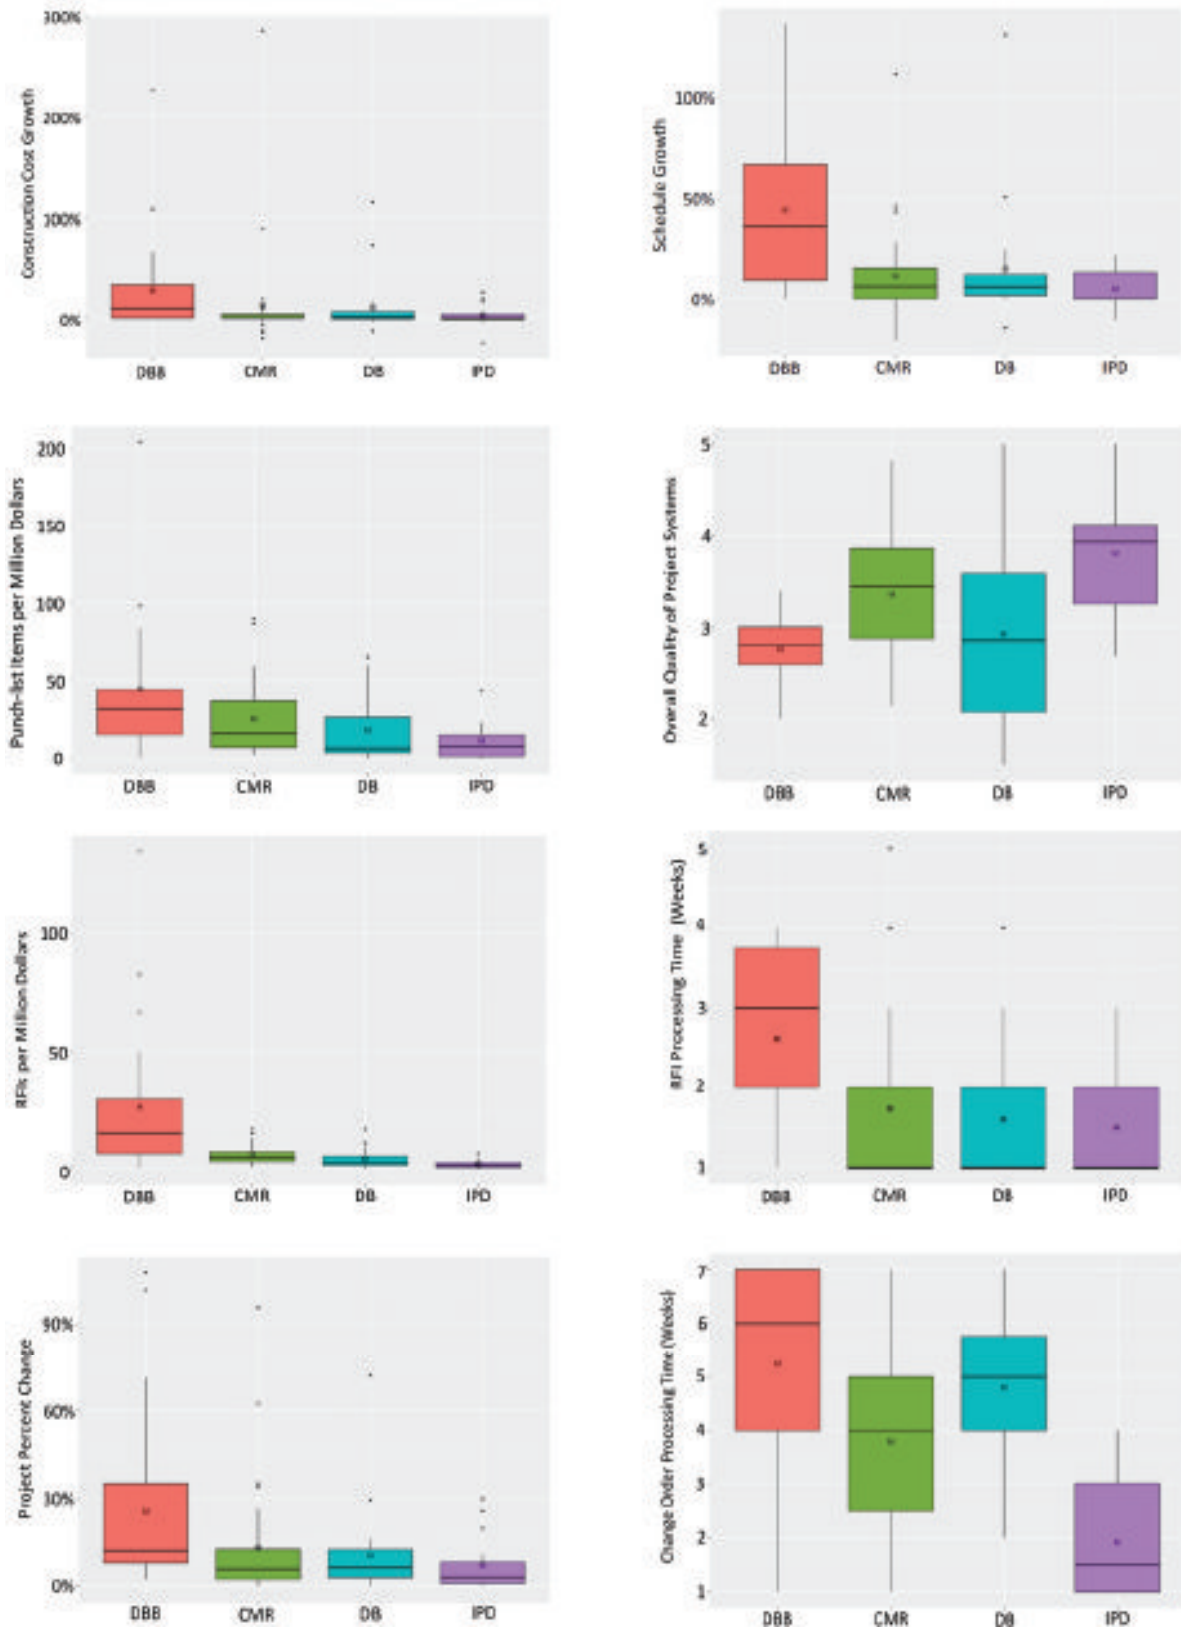 Construction Cost Growth
300%
200%
100%
0%
DBB CMR DB IPD
Schedule Growth
100%
50%
0%
DBB CMR DB IPD
Punch-list Items per Million Dollars
200
150
100
50
0
DBB CMR DB IPD
Overall Quality of Project Systems
5
4
3
2
DBB CMR DB IPD
RFIs per Million Dollars
100
50
0
DBB CMR DB IPD
RFI Processing Time (Weeks)
5
4
3
2
1
DBB CMR DB IPD
Project Percent Change
90%
60%
30%
0%
DBB CMR DB IPD
Change Order Processing Time (Weeks)
7
6
5
4
3
2
1
DBB CMR DB IPD